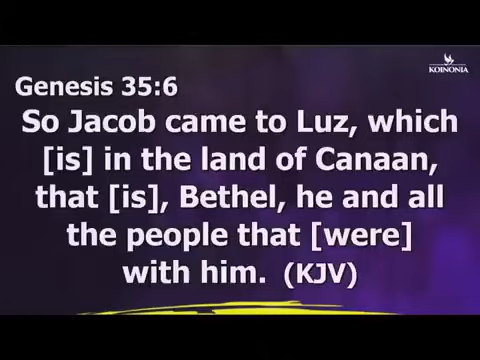 KOINONIA
Genesis 35:6
So Jacob came to Luz, which
[is] in the land of Canaan,
that [is], Bethel, he and all
the people that [were]
with him. (KJV)